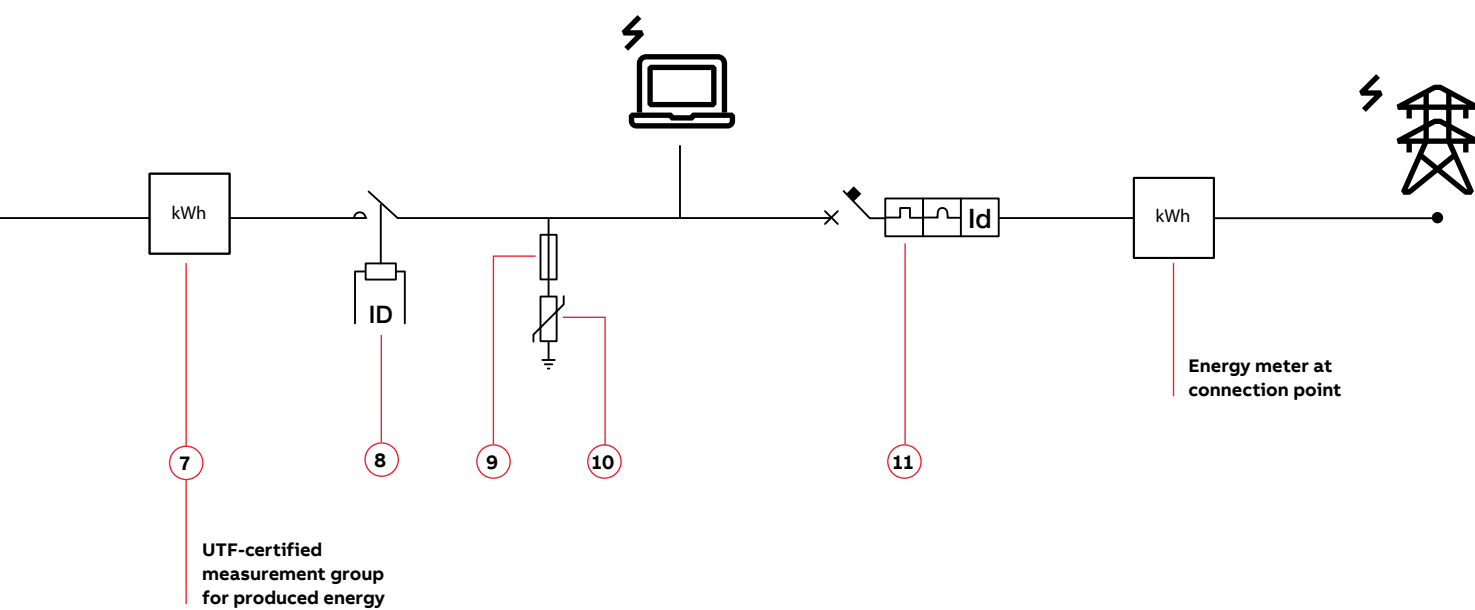 kWh
ID
Id
kWh
Energy meter at
connection point
7
8
9
10
11
UTF-certified
measurement group
for produced energy